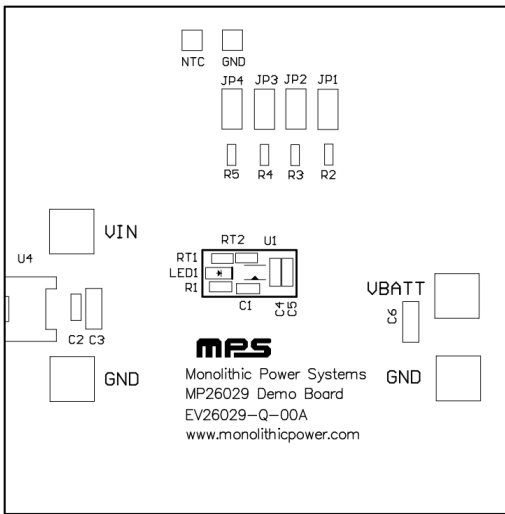 NTC GND
JP4 JP3 JP2 JP1
R5 R4 R3 R2
VIN
U4
RT2 U1
RT1
LED1
R1
C1
C4
C5
VBATT
C6
C2 C3
GND
GND
mps
Monolithic Power Systems
MP26029 Demo Board
EV26029-Q-00A
www.monolithicpower.com